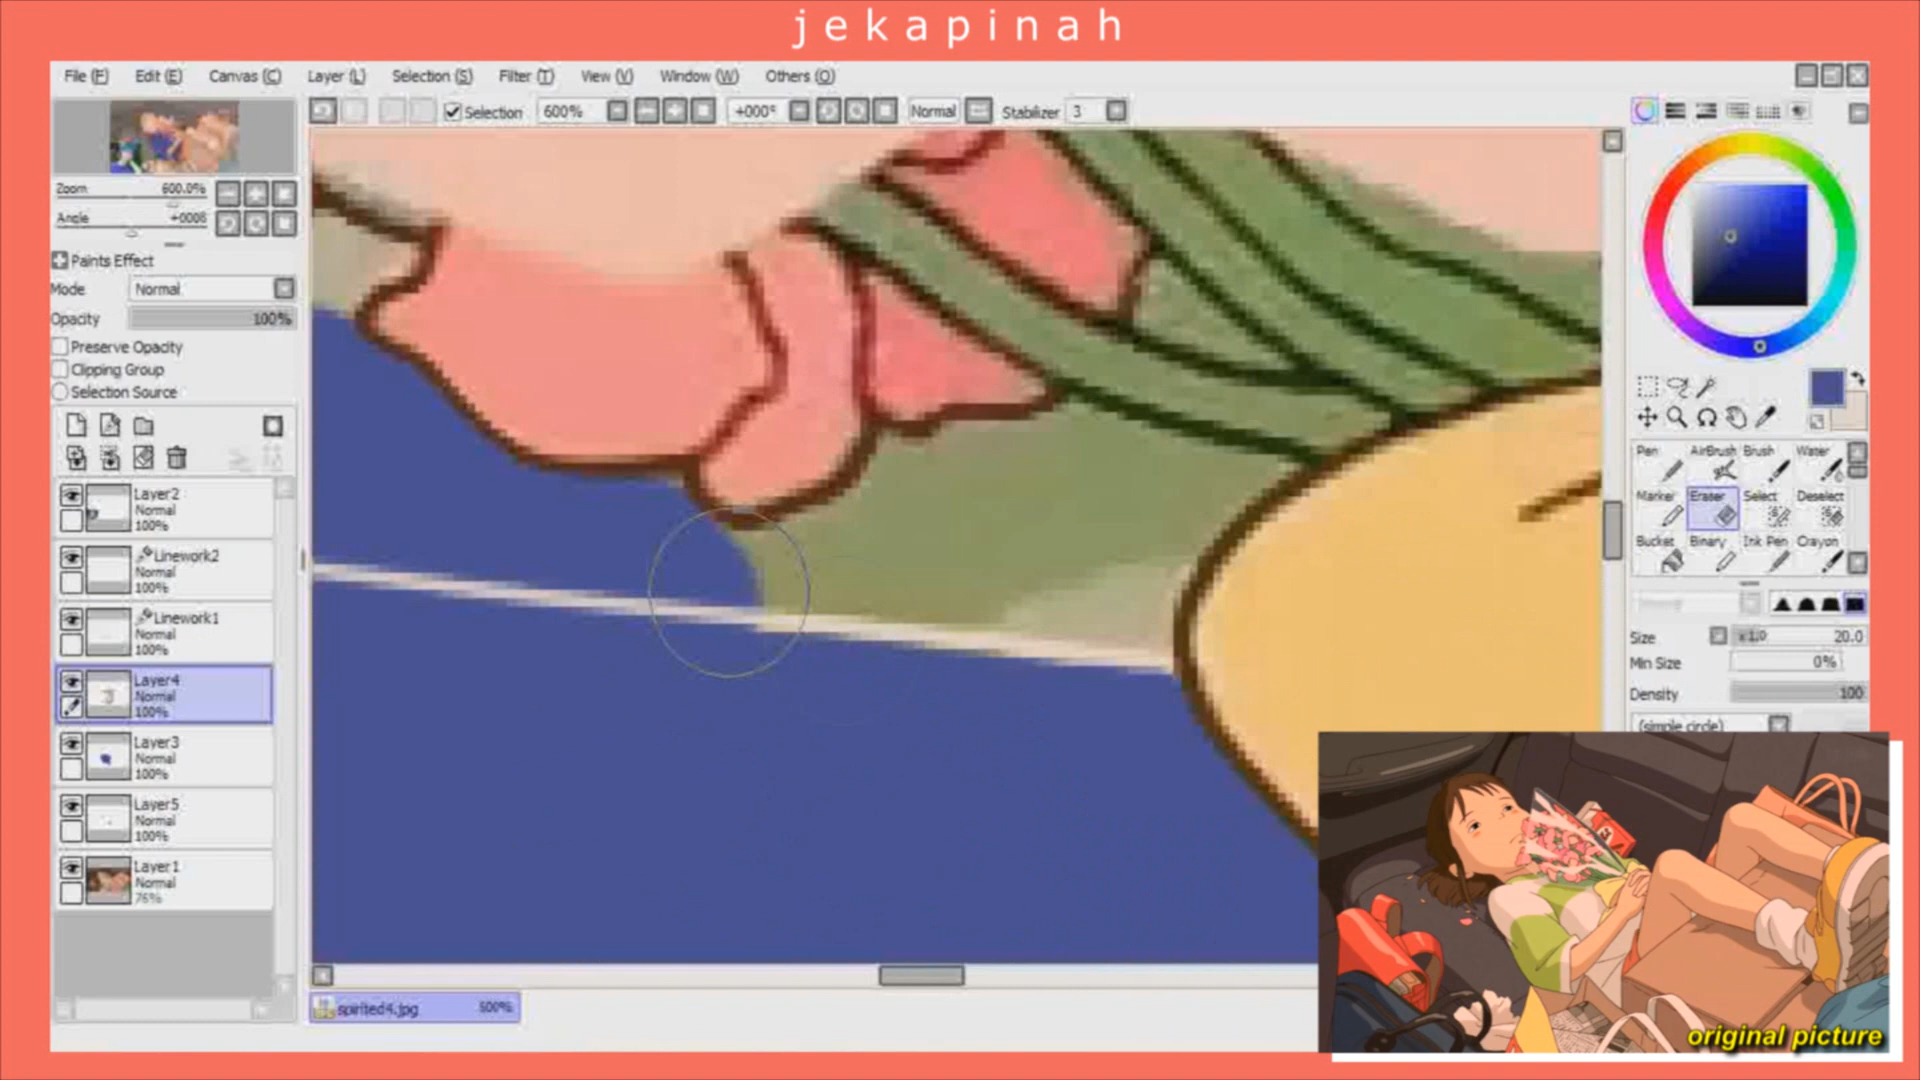 jekapinah
File (F) Edit (E) Canvas (C) Layer (L) Selection (S) Filter (T) View (V) Window (W) Others (O)
Selection 600% +000° Normal Stabilizer 3
Zoom 600.0%
Angle +000§
Paints Effect
Mode Normal
Opacity 100%
Preserve Opacity
Clipping Group
Selection Source
Layer2
Normal
100%
Linework2
Normal
100%
Linework1
Normal
100%
Layer4
Normal
100%
Layer3
Normal
100%
Layer5
Normal
100%
Layer1
Normal
76%
Pen AirBrush Brush Water
Marker Eraser Select Deselect
Bucket Binary Ink Pen Crayon
Size x1.0 20.0
Min Size 0%
Density 100
(simple circle)
spirited4.jpg 500%
original picture